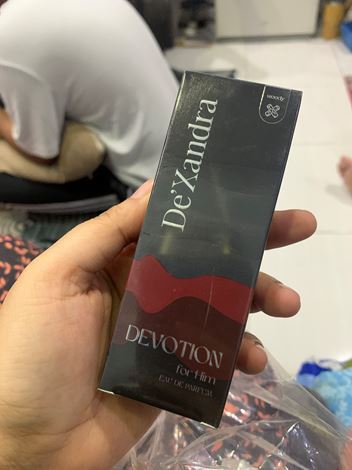 woody
De'Xandra
DEVOTION
for Him
EAU DE PARFUM